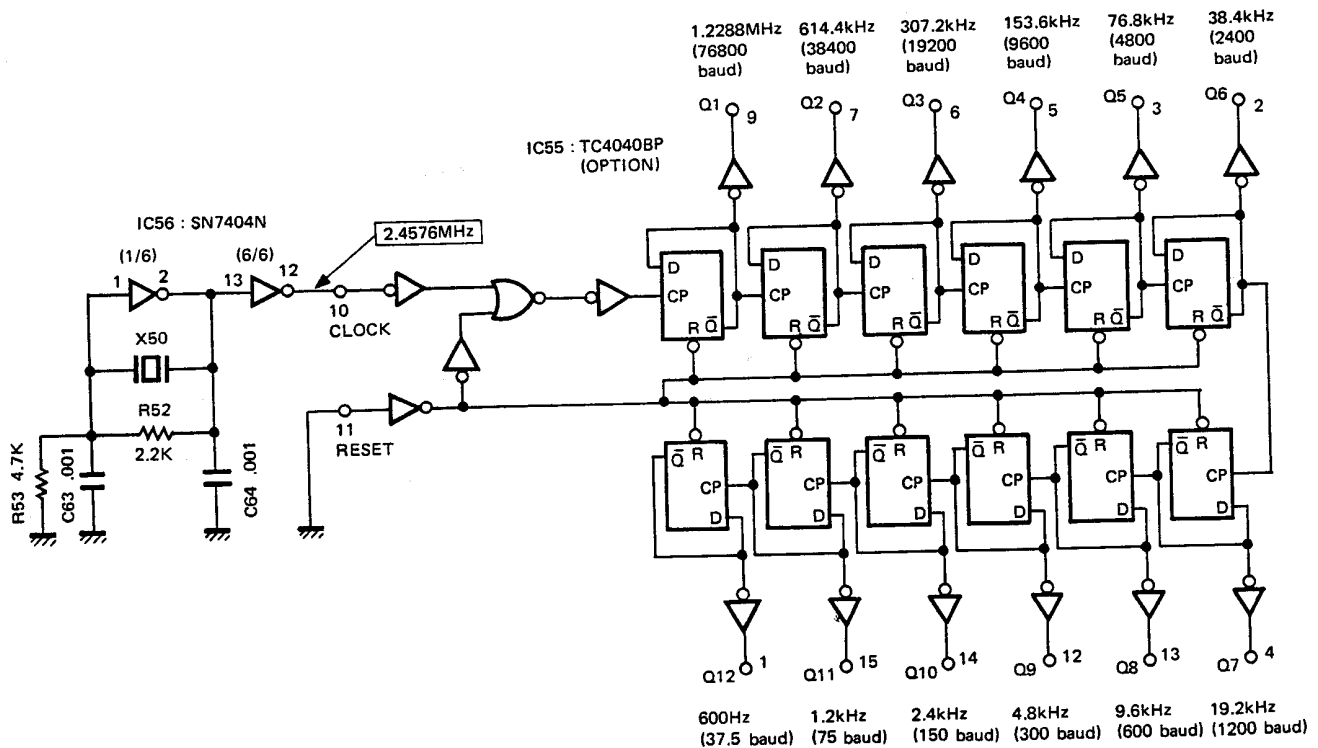 1.2288MHz
(76800
baud)
614.4kHz
(38400
baud)
307.2kHz
(19200
baud)
153.6kHz
(9600
baud)
76.8kHz
(4800
baud)
38.4kHz
(2400
baud)
Q1 9
Q2 7
Q3 6
Q4 5
Q5 3
Q6 2
IC55 : TC4040BP
(OPTION)
IC56 : SN7404N
2.4576MHz
(1/6)
(6/6)
1 2
13 12
10
CLOCK
D
CP
R Q̅
D
CP
R Q̅
D
CP
R Q̅
D
CP
R Q̅
D
CP
R Q̅
D
CP
R Q̅
X50
R52
2.2K
11
RESET
R53 4.7K
C63 .001
C64 .001
Q̅ R
CP
D
Q̅ R
CP
D
Q̅ R
CP
D
Q̅ R
CP
D
Q̅ R
CP
D
Q̅ R
CP
D
Q12 1
Q11 15
Q10 14
Q9 12
Q8 13
Q7 4
600Hz
(37.5 baud)
1.2kHz
(75 baud)
2.4kHz
(150 baud)
4.8kHz
(300 baud)
9.6kHz
(600 baud)
19.2kHz
(1200 baud)